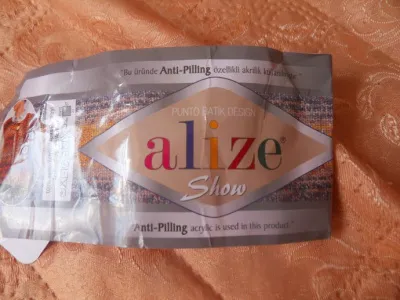 "Bu üründe Anti-Pilling özellikli akrilik kullanılmıştır."
PUNTO BATIK DESIGN
alize®
Show
"Anti-Pilling acrylic is used in this product."